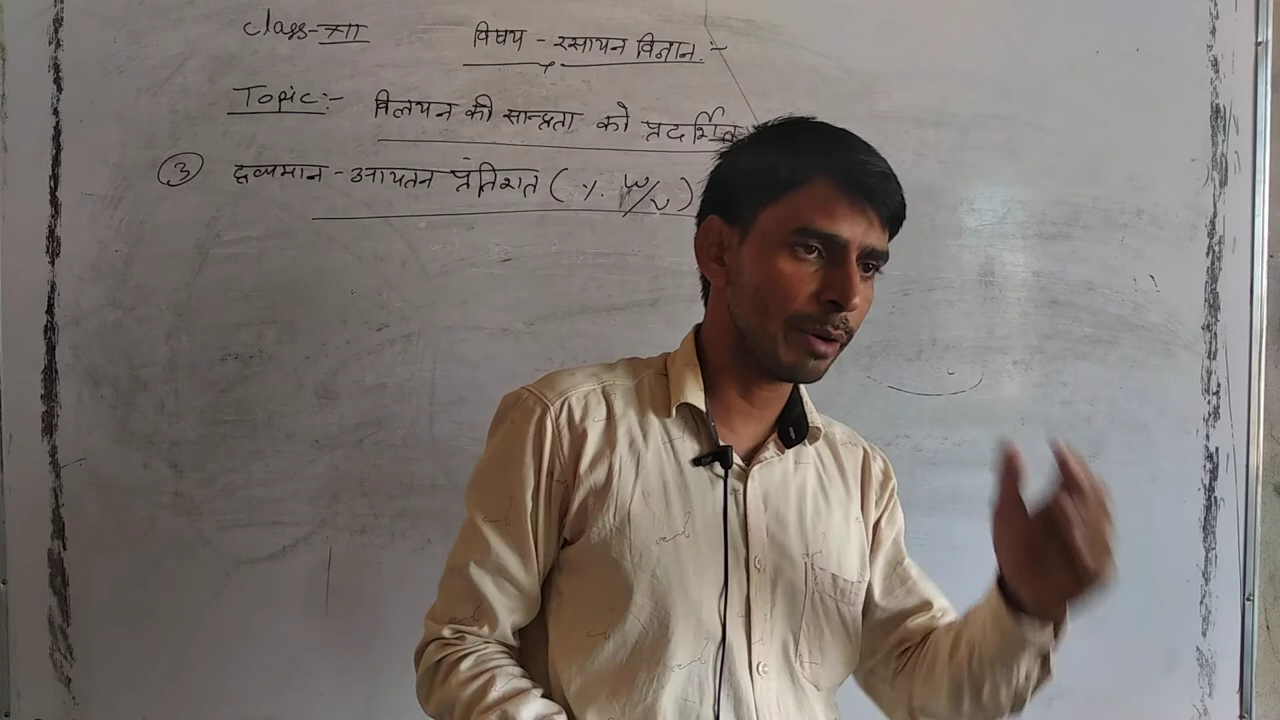 Class-XII
विषय - रसायन विज्ञान :-
Topic:- विलयन की सान्द्रता को प्रदर्शित
③ द्रव्यमान - आयतन प्रतिशत ( % W/V )